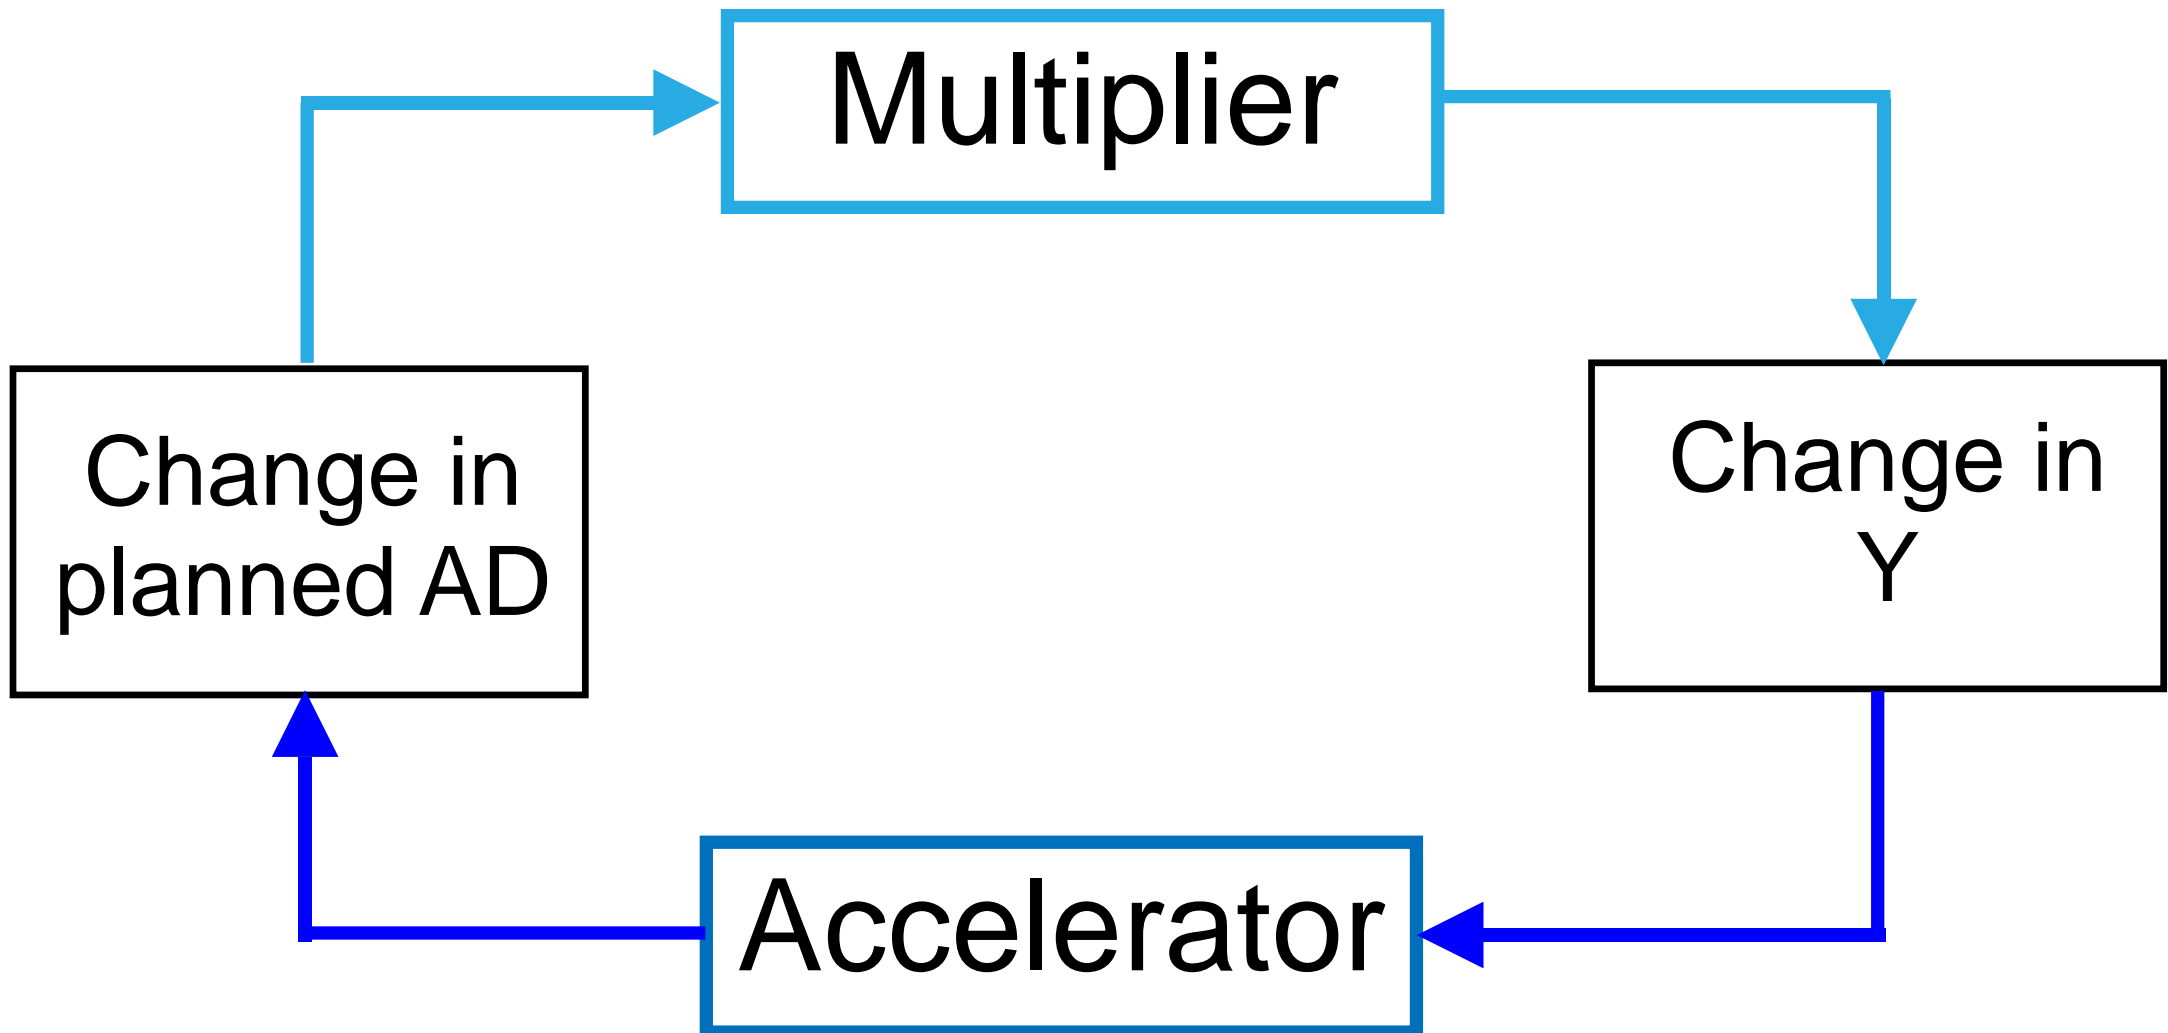 Multiplier
Change in
planned AD
Change in
Y
Accelerator